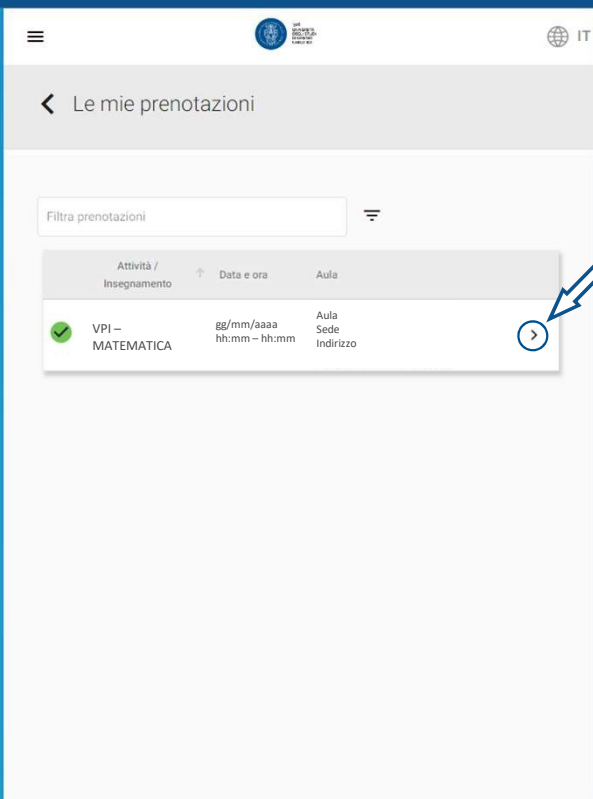 IT
Le mie prenotazioni
Filtra prenotazioni
Attività /
Insegnamento
Data e ora
Aula
VPI –
MATEMATICA
gg/mm/aaaa
hh:mm – hh:mm
Aula
Sede
Indirizzo